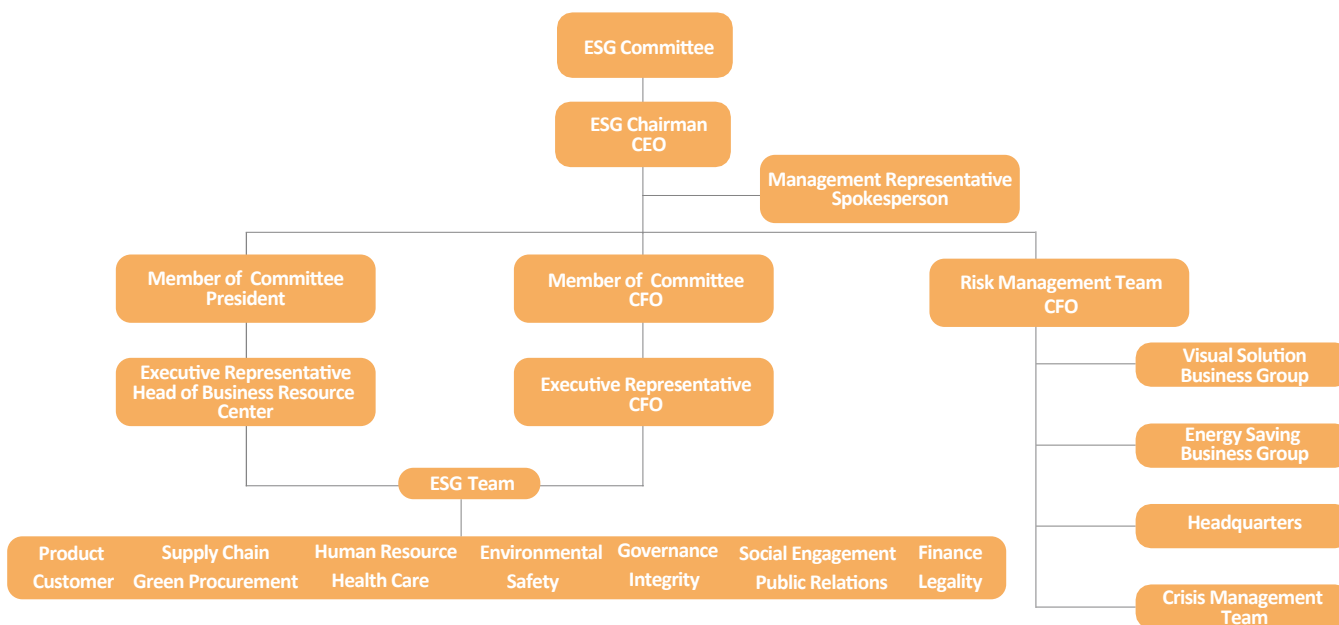 ESG Committee
ESG Chairman
CEO
Management Representative
Spokesperson
Member of Committee
President
Member of Committee
CFO
Risk Management Team
CFO
Executive Representative
Head of Business Resource
Center
Executive Representative
CFO
Visual Solution
Business Group
Energy Saving
Business Group
Headquarters
Crisis Management
Team
ESG Team
Product
Customer
Supply Chain
Green Procurement
Human Resource
Health Care
Environmental
Safety
Governance
Integrity
Social Engagement
Public Relations
Finance
Legality